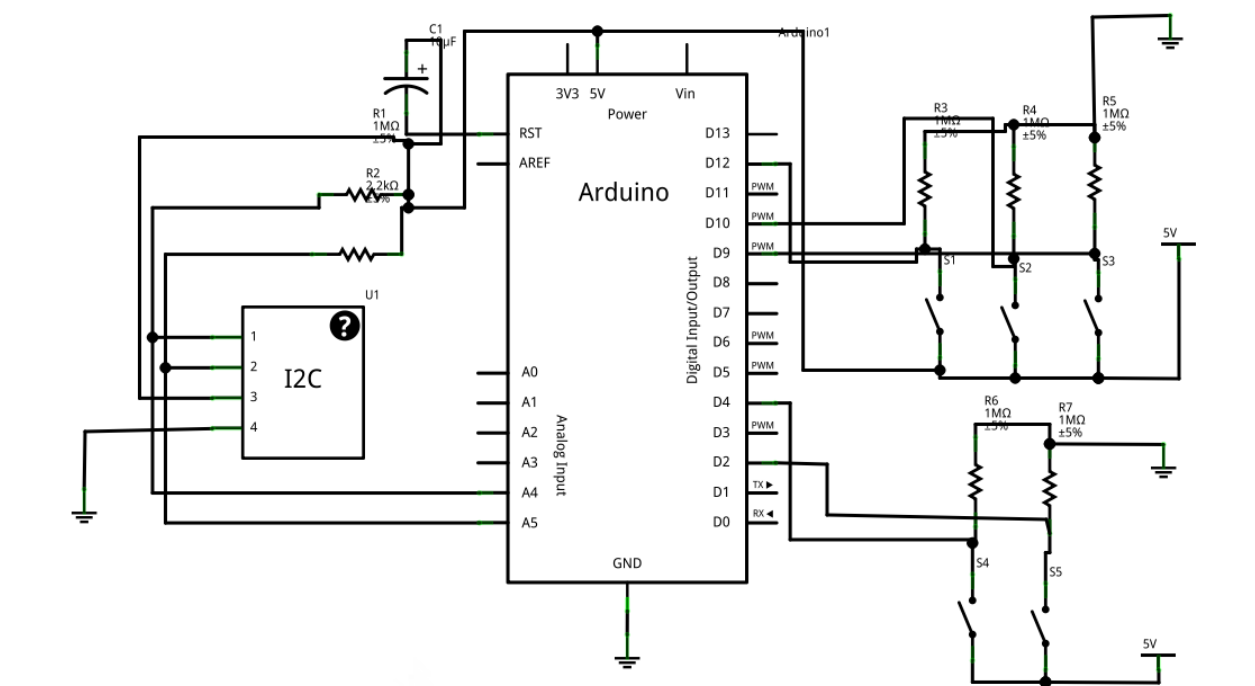 C1
10µF
+
R1
1MΩ
±5%
R2
2.2kΩ
±5%
U1
?
I2C
1
2
3
4
Arduino1
3V3
5V
Vin
Power
RST
AREF
Arduino
A0
A1
A2
A3
A4
A5
Analog Input
GND
D13
D12
D11
D10
D9
D8
D7
D6
D5
D4
D3
D2
D1
D0
Digital Input/Output
PWM
PWM
PWM
PWM
PWM
PWM
TX
RX
R3
1MΩ
±5%
R4
1MΩ
±5%
R5
1MΩ
±5%
5V
S1
S2
S3
R6
1MΩ
±5%
R7
1MΩ
±5%
S4
S5
5V